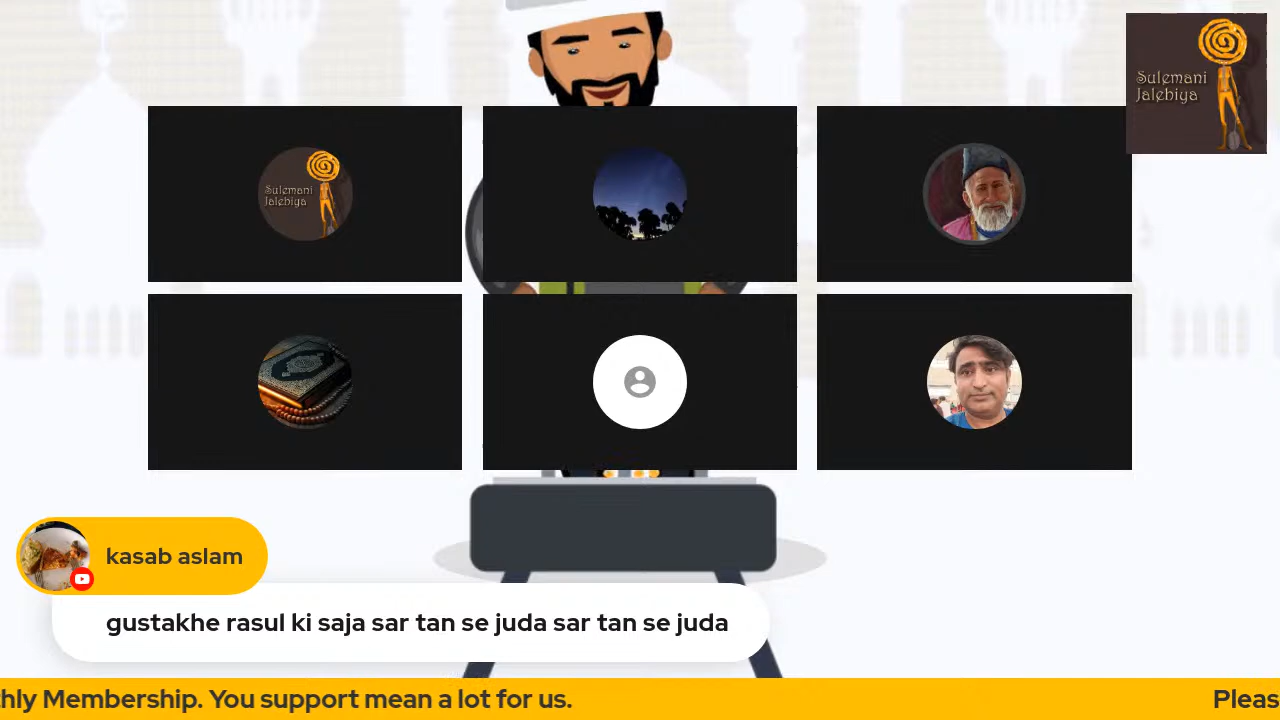 Sulemani
Jalebiya
Sulemani
Jalebiya
kasab aslam
gustakhe rasul ki saja sar tan se juda sar tan se juda
hly Membership. You support mean a lot for us.
Pleas